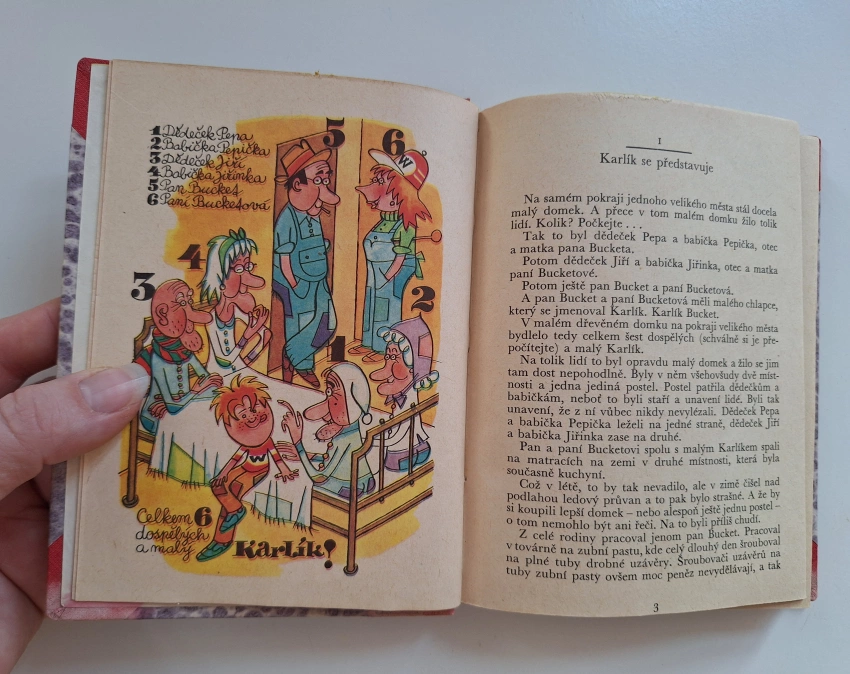 1 Dědeček Pepa
2 Babička Pepička
3 Dědeček Jiří
4 Babička Jiřinka
5 Pan Bucket
6 Paní Bucketová
5
6
W
4
3
2
1
W
Celkem 6
dospělých
a malý
Karlík!
I
Karlík se představuje
Na samém pokraji jednoho velikého města stál docela
malý domek. A přece v tom malém domku žilo tolik
lidí. Kolik? Počkejte . . .
Tak to byl dědeček Pepa a babička Pepička, otec
a matka pana Bucketa.
Potom dědeček Jiří a babička Jiřinka, otec a matka
paní Bucketové.
Potom ještě pan Bucket a paní Bucketová.
A pan Bucket a paní Bucketová měli malého chlapce,
který se jmenoval Karlík. Karlík Bucket.
V malém dřevěném domku na pokraji velikého města
bydlelo tedy celkem šest dospělých (schválně si je pře-
počítejte) a malý Karlík.
Na tolik lidí to byl opravdu malý domek a žilo se jim
tam dost nepohodlně. Byly v něm všehovšudy dvě míst-
nosti a jedna jediná postel. Postel patřila dědečkům a
babičkám, neboť to byli staří a unavení lidé. Byli tak
unavení, že z ní vůbec nikdy nevylézali. Dědeček Pepa
a babička Pepička leželi na jedné straně, dědeček Jiří
a babička Jiřinka zase na druhé.
Pan a paní Bucketovi spolu s malým Karlíkem spali
na matracích na zemi v druhé místnosti, která byla
současně kuchyní.
Což v létě, to by tak nevadilo, ale v zimě čišel nad
podlahou ledový průvan a to pak bylo strašné. A že by
si koupili lepší domek – nebo alespoň ještě jednu postel –
o tom nemohlo být ani řeči. Na to byli příliš chudí.
Z celé rodiny pracoval jenom pan Bucket. Pracoval
v továrně na zubní pastu, kde celý dlouhý den šrouboval
na plné tuby drobné uzávěry. Šroubovači uzávěrů na
tuby zubní pasty ovšem moc peněz nevydělávají, a tak
3